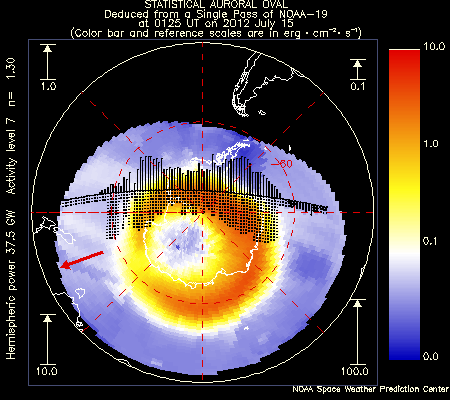 STATISTICAL AURORAL OVAL
Deduced from a Single Pass of NOAA-19
at 0125 UT on 2012 July 15
(Color bar and reference scales are in erg·cm⁻²·s⁻¹)
1.0
0.1
10.0
1.0
0.1
0.0
-60
Hemispheric power 37.5 GW Activity level 7 n= 1.30
10.0
100.0
NOAA Space Weather Prediction Center